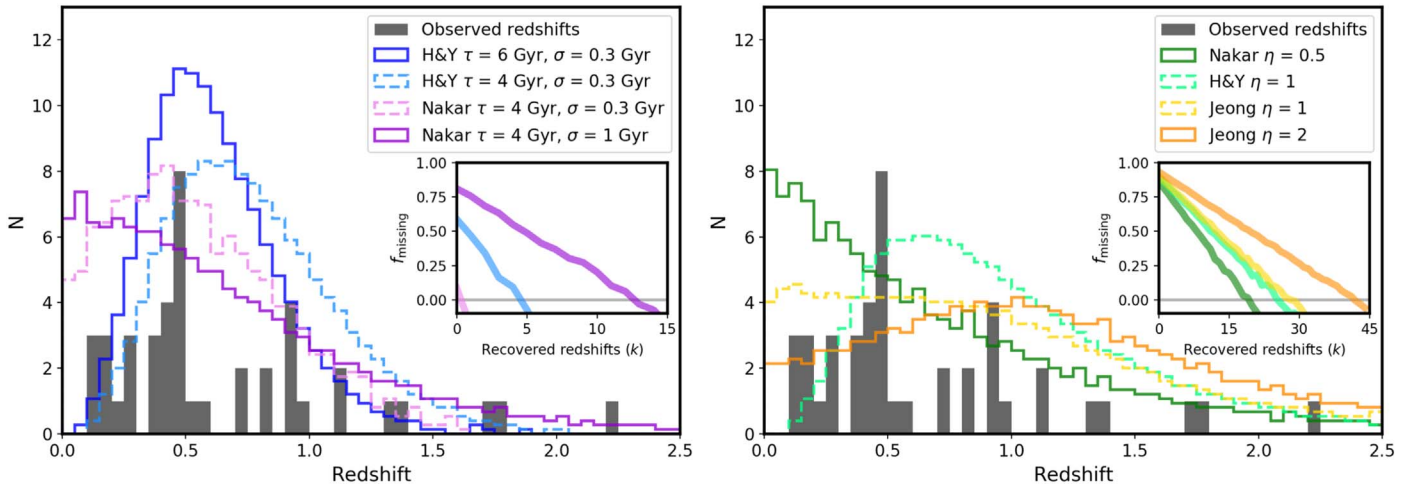 12
10
8
6
4
2
0
N
0.0 0.5 1.0 1.5 2.0 2.5
Redshift
Observed redshifts
H&Y τ = 6 Gyr, σ = 0.3 Gyr
H&Y τ = 4 Gyr, σ = 0.3 Gyr
Nakar τ = 4 Gyr, σ = 0.3 Gyr
Nakar τ = 4 Gyr, σ = 1 Gyr
1.00
0.75
0.50
0.25
0.00
f_missing
0 5 10 15
Recovered redshifts (k)
12
10
8
6
4
2
0
N
0.0 0.5 1.0 1.5 2.0 2.5
Redshift
Observed redshifts
Nakar η = 0.5
H&Y η = 1
Jeong η = 1
Jeong η = 2
1.00
0.75
0.50
0.25
0.00
f_missing
0 15 30 45
Recovered redshifts (k)